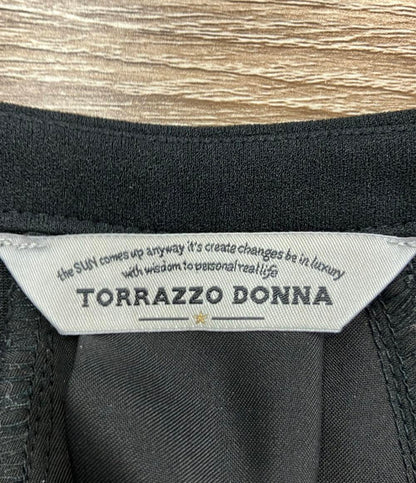 the SUN comes up anyway it's create changes be in luxury
with wisdom to personal real life
TORRAZZO DONNA